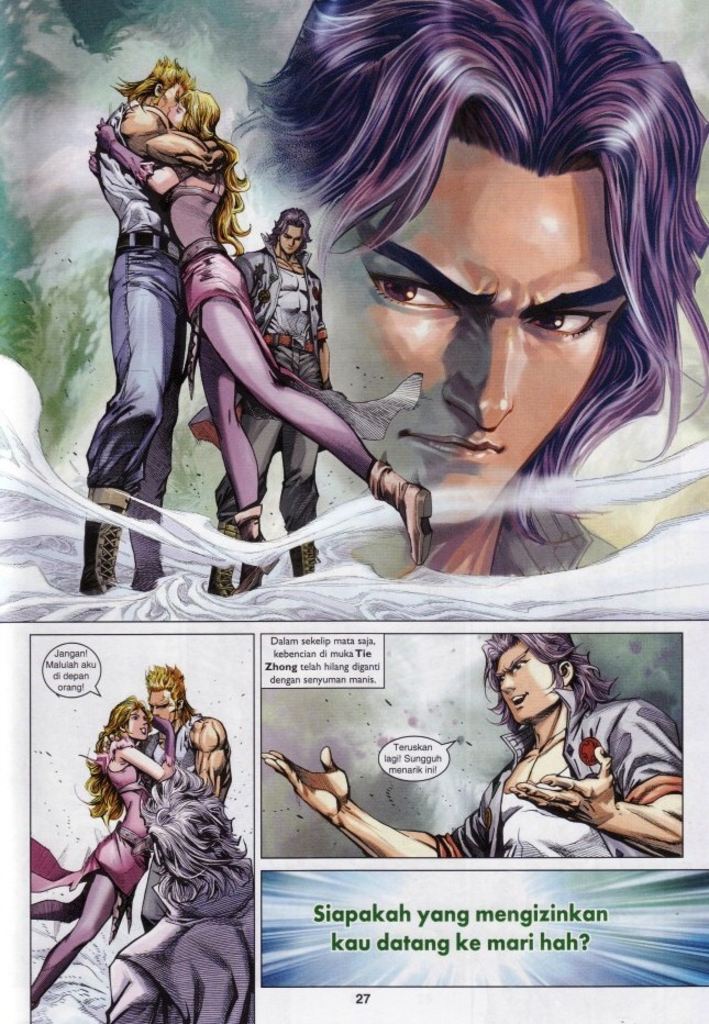 Jangan!
Malulah aku
di depan
orang!
Dalam sekelip mata saja,
kebencian di muka Tie
Zhong telah hilang diganti
dengan senyuman manis.
Teruskan
lagi! Sungguh
menarik ini!
Siapakah yang mengizinkan
kau datang ke mari hah?
27